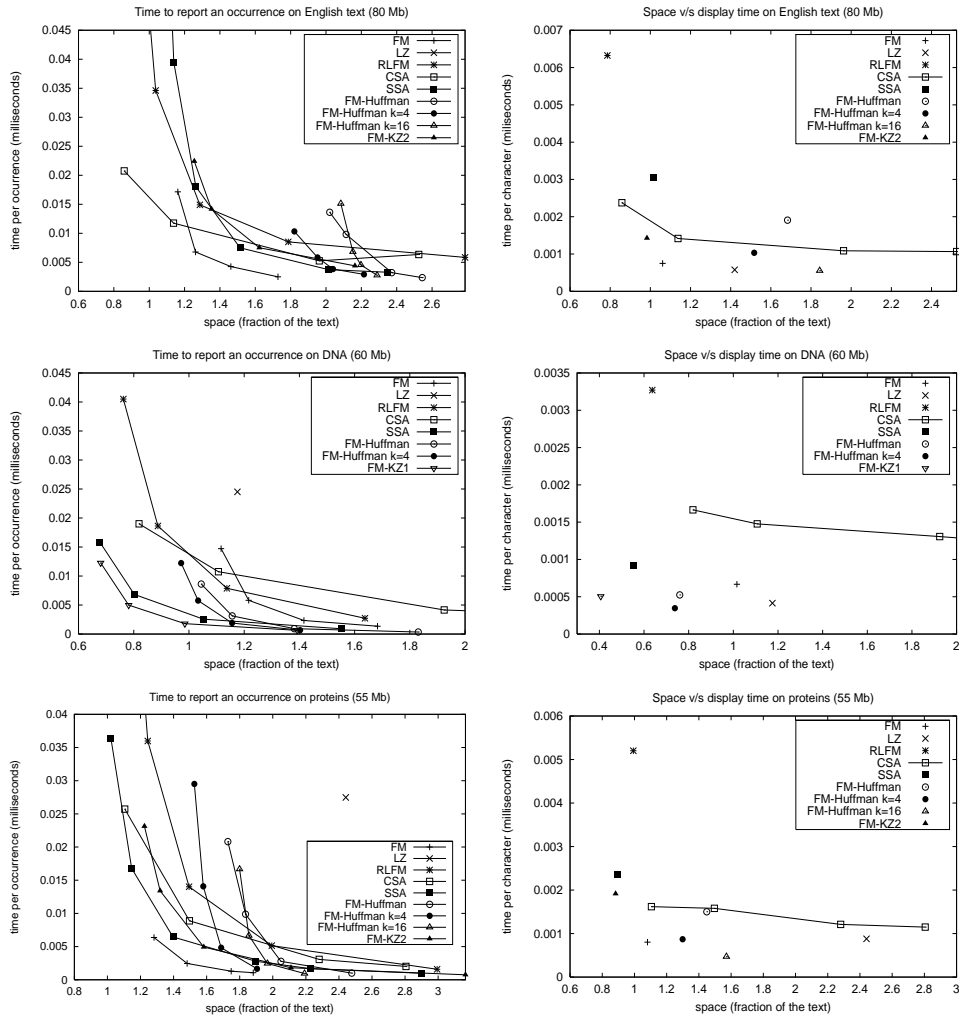 Time to report an occurrence on English text (80 Mb)
time per occurrence (milliseconds)
0.045
0.04
0.035
0.03
0.025
0.02
0.015
0.01
0.005
0
FM
LZ
RLFM
CSA
SSA
FM-Huffman
FM-Huffman k=4
FM-Huffman k=16
FM-KZ2
0.6 0.8 1 1.2 1.4 1.6 1.8 2 2.2 2.4 2.6
space (fraction of the text)
Space v/s display time on English text (80 Mb)
time per character (milliseconds)
0.007
0.006
0.005
0.004
0.003
0.002
0.001
0
FM
LZ
RLFM
CSA
SSA
FM-Huffman
FM-Huffman k=4
FM-Huffman k=16
FM-KZ2
0.6 0.8 1 1.2 1.4 1.6 1.8 2 2.2 2.4
space (fraction of the text)
Time to report an occurrence on DNA (60 Mb)
time per occurrence (milliseconds)
0.045
0.04
0.035
0.03
0.025
0.02
0.015
0.01
0.005
0
FM
LZ
RLFM
CSA
SSA
FM-Huffman
FM-Huffman k=4
FM-KZ1
0.6 0.8 1 1.2 1.4 1.6 1.8 2
space (fraction of the text)
Space v/s display time on DNA (60 Mb)
time per character (milliseconds)
0.0035
0.003
0.0025
0.002
0.0015
0.001
0.0005
0
FM
LZ
RLFM
CSA
SSA
FM-Huffman
FM-Huffman k=4
FM-KZ1
0.4 0.6 0.8 1 1.2 1.4 1.6 1.8 2
space (fraction of the text)
Time to report an occurrence on proteins (55 Mb)
time per occurrence (milliseconds)
0.04
0.035
0.03
0.025
0.02
0.015
0.01
0.005
0
FM
LZ
RLFM
CSA
SSA
FM-Huffman
FM-Huffman k=4
FM-Huffman k=16
FM-KZ2
0.8 1 1.2 1.4 1.6 1.8 2 2.2 2.4 2.6 2.8 3
space (fraction of the text)
Space v/s display time on proteins (55 Mb)
time per character (milliseconds)
0.006
0.005
0.004
0.003
0.002
0.001
0
FM
LZ
RLFM
CSA
SSA
FM-Huffman
FM-Huffman k=4
FM-Huffman k=16
FM-KZ2
0.6 0.8 1 1.2 1.4 1.6 1.8 2 2.2 2.4 2.6 2.8 3
space (fraction of the text)